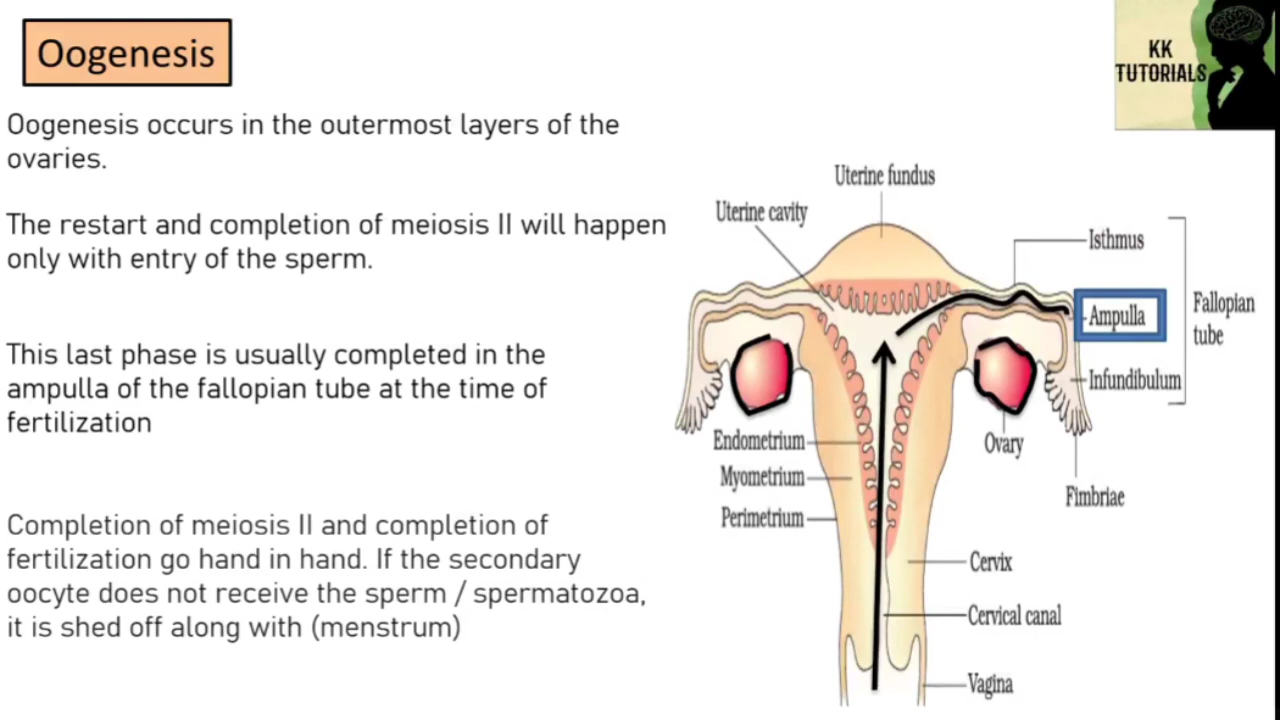 Oogenesis
KK
TUTORIALS
Oogenesis occurs in the outermost layers of the
ovaries.
The restart and completion of meiosis II will happen
only with entry of the sperm.
This last phase is usually completed in the
ampulla of the fallopian tube at the time of
fertilization
Completion of meiosis II and completion of
fertilization go hand in hand. If the secondary
oocyte does not receive the sperm / spermatozoa,
it is shed off along with (menstrum)
Uterine fundus
Uterine cavity
Isthmus
Ampulla
Fallopian
tube
Infundibulum
Endometrium
Ovary
Myometrium
Fimbriae
Perimetrium
Cervix
Cervical canal
Vagina